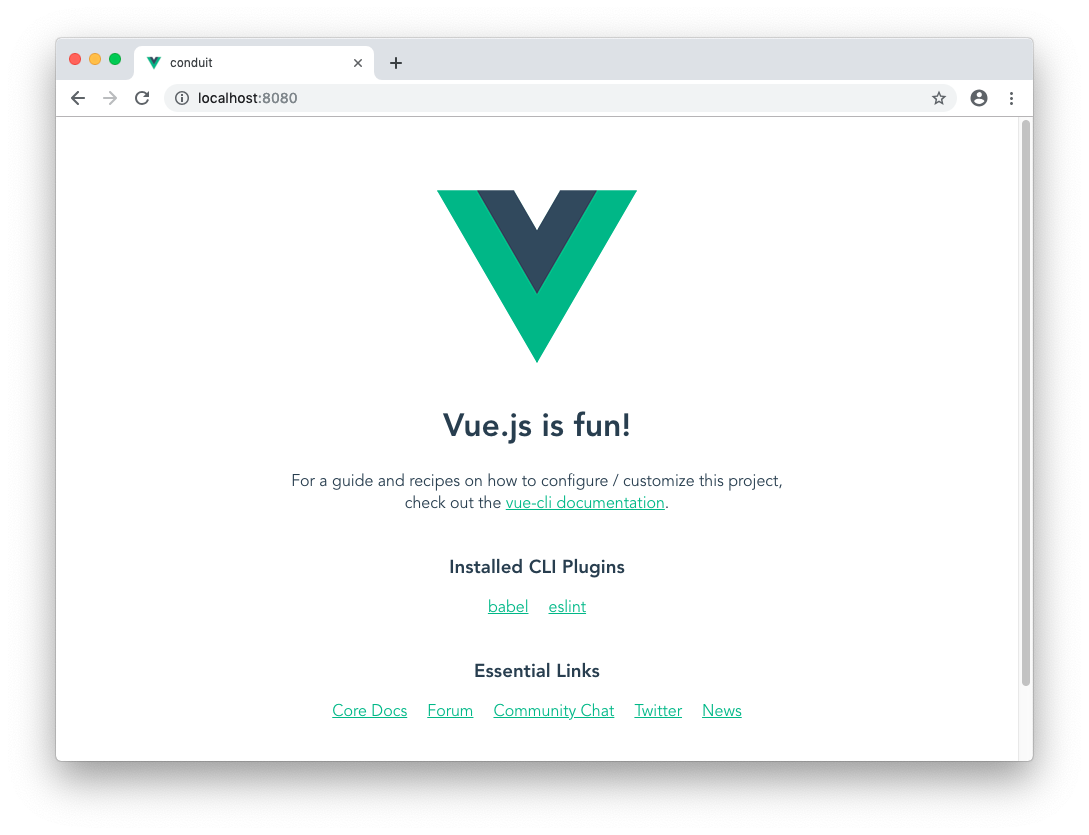 conduit
localhost:8080
Vue.js is fun!
For a guide and recipes on how to configure / customize this project,
check out the vue-cli documentation.
Installed CLI Plugins
babel eslint
Essential Links
Core Docs Forum Community Chat Twitter News